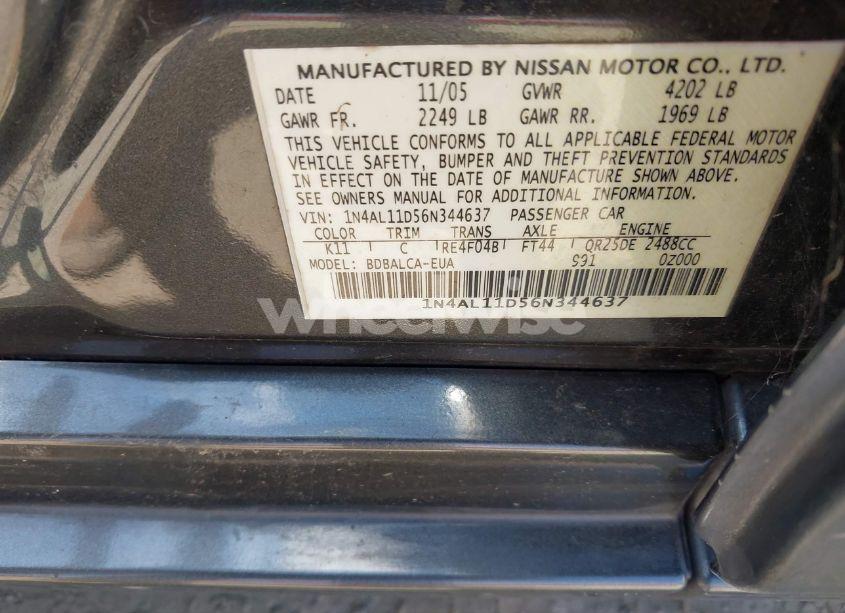 MANUFACTURED BY NISSAN MOTOR CO., LTD.
DATE 11/05 GVWR 4202 LB
GAWR FR. 2249 LB GAWR RR. 1969 LB
THIS VEHICLE CONFORMS TO ALL APPLICABLE FEDERAL MOTOR
VEHICLE SAFETY, BUMPER AND THEFT PREVENTION STANDARDS
IN EFFECT ON THE DATE OF MANUFACTURE SHOWN ABOVE.
SEE OWNERS MANUAL FOR ADDITIONAL INFORMATION.
VIN: 1N4AL11D56N344637 PASSENGER CAR
COLOR TRIM TRANS AXLE ENGINE
K11 C RE4F04B FT44 QR25DE 2488CC
MODEL: BDBALCA-EUA S91 0Z000
1N4AL11D56N344637
wheelwise